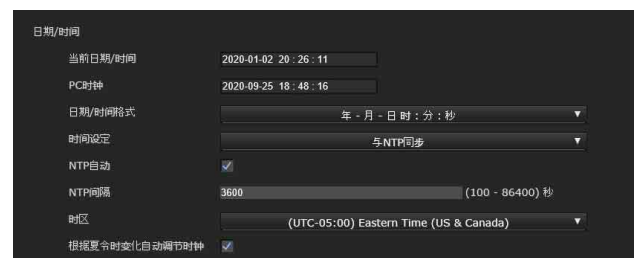 日期/时间
当前日期/时间 2020-01-02 20 : 26 : 11
PC时钟 2020-09-25 18 : 48 : 16
日期/时间格式 年 - 月 - 日 时 : 分 : 秒
时间设定 与NTP同步
NTP自动
NTP间隔 3600 (100 - 86400) 秒
时区 (UTC-05:00) Eastern Time (US & Canada)
根据夏令时变化自动调节时钟